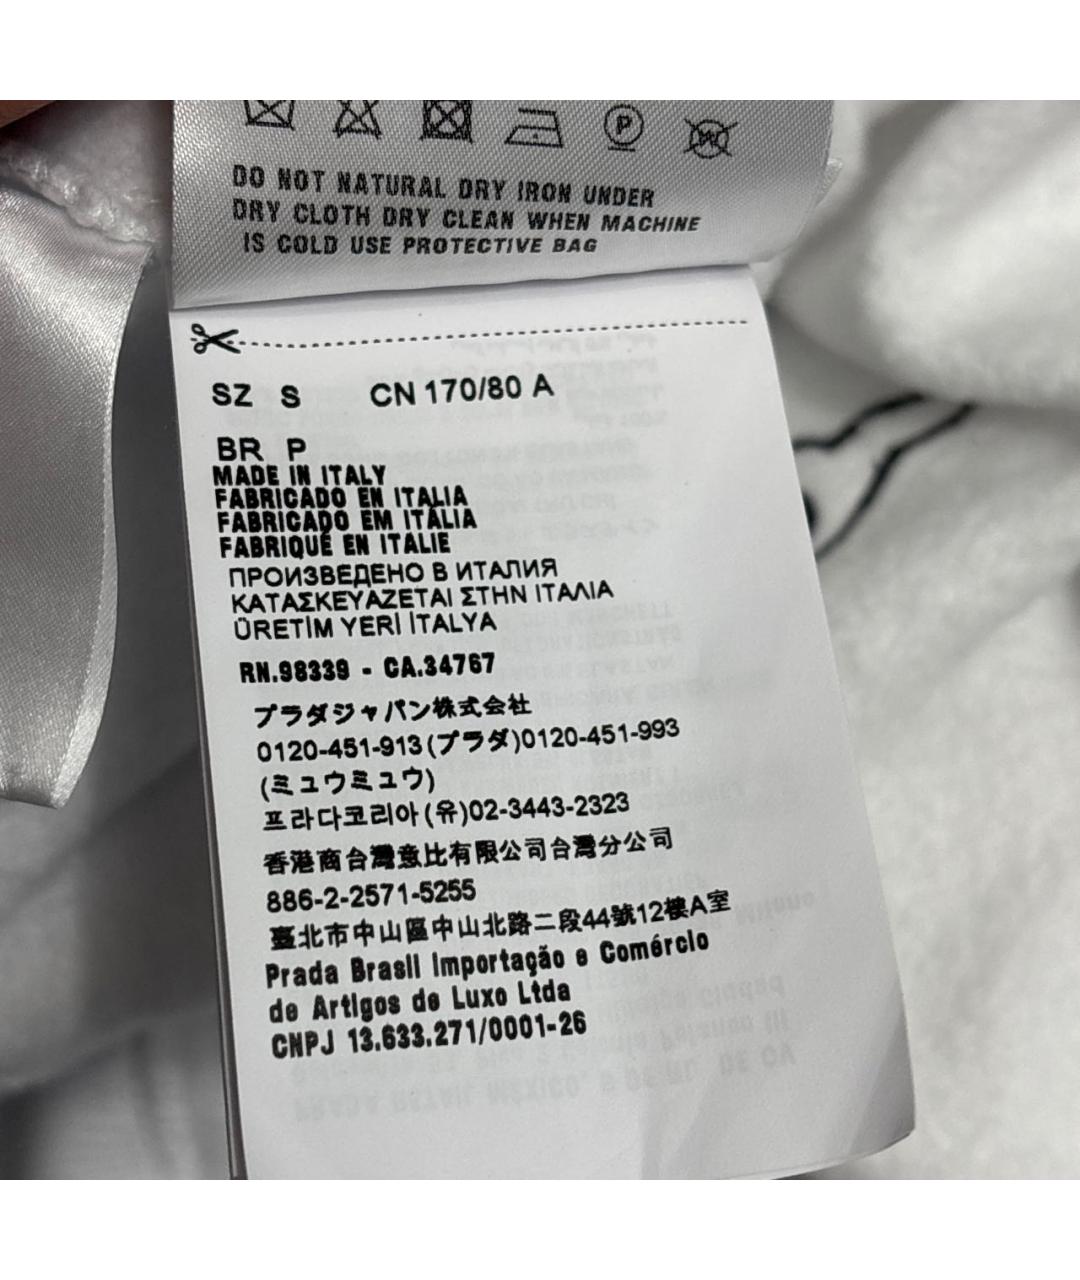 DO NOT NATURAL DRY IRON UNDER
DRY CLOTH DRY CLEAN WHEN MACHINE
IS COLD USE PROTECTIVE BAG
SZ S CN 170/80 A
BR P
MADE IN ITALY
FABRICADO EN ITALIA
FABRICADO EM ITÁLIA
FABRIQUÉ EN ITALIE
ПРОИЗВЕДЕНО В ИТАЛИЯ
ΚΑΤΑΣΚΕΥΑΖΕΤΑΙ ΣΤΗΝ ΙΤΑΛΙΑ
ÜRETİM YERİ İTALYA
RN.98339 - CA.34767
プラダジャパン株式会社
0120-451-913(プラダ)0120-451-993
(ミュウミュウ)
프라다코리아(유)02-3443-2323
香港商台灣意比有限公司台灣分公司
886-2-2571-5255
臺北市中山區中山北路二段44號12樓A室
Prada Brasil Importação e Comércio
de Artigos de Luxo Ltda
CNPJ 13.633.271/0001-26